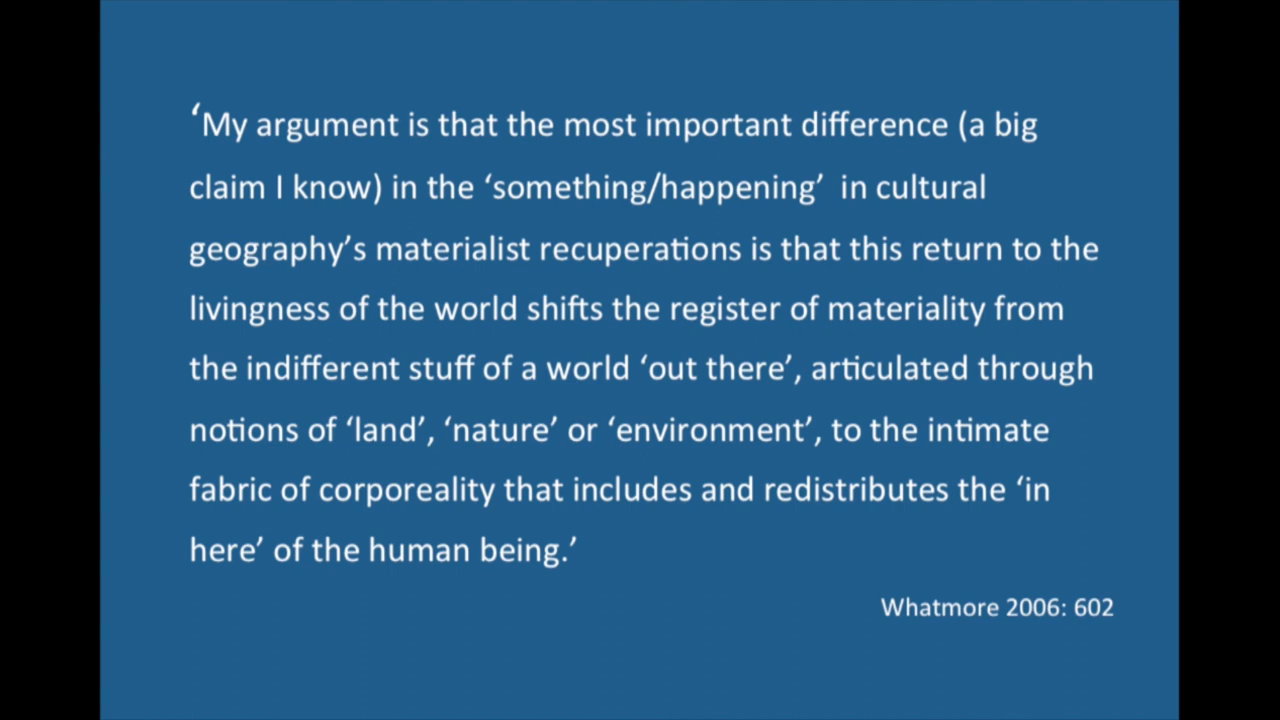 ‘My argument is that the most important difference (a big
claim I know) in the ‘something/happening’  in cultural
geography’s materialist recuperations is that this return to the
livingness of the world shifts the register of materiality from
the indifferent stuff of a world ‘out there’, articulated through
notions of ‘land’, ‘nature’ or ‘environment’, to the intimate
fabric of corporeality that includes and redistributes the ‘in
here’ of the human being.’
Whatmore 2006: 602